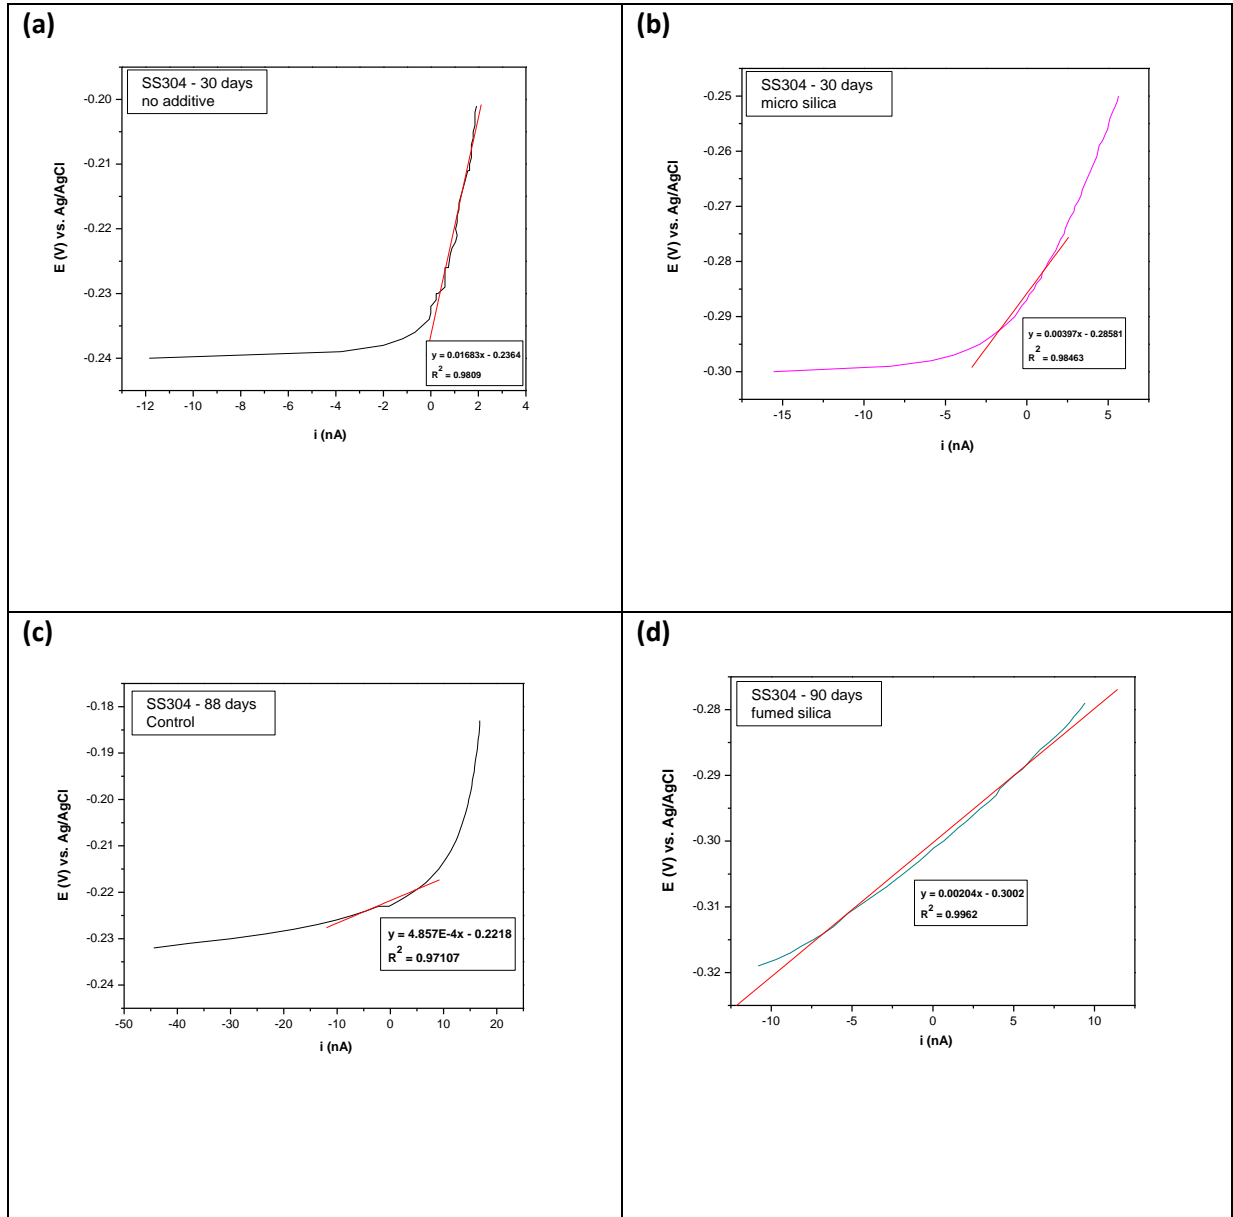 (a)
SS304 - 30 days
no additive
-0.20
-0.21
-0.22
-0.23
-0.24
E (V) vs. Ag/AgCl
y = 0.01683x - 0.2364
R² = 0.9809
-12 -10 -8 -6 -4 -2 0 2 4
i (nA)
(b)
SS304 - 30 days
micro silica
-0.25
-0.26
-0.27
-0.28
-0.29
-0.30
E (V) vs. Ag/AgCl
y = 0.00397x - 0.28581
R² = 0.98463
-15 -10 -5 0 5
i (nA)
(c)
SS304 - 88 days
Control
-0.18
-0.19
-0.20
-0.21
-0.22
-0.23
-0.24
E (V) vs. Ag/AgCl
y = 4.857E-4x - 0.2218
R² = 0.97107
-50 -40 -30 -20 -10 0 10 20
i (nA)
(d)
SS304 - 90 days
fumed silica
-0.28
-0.29
-0.30
-0.31
-0.32
E (V) vs. Ag/AgCl
y = 0.00204x - 0.3002
R² = 0.9962
-10 -5 0 5 10
i (nA)